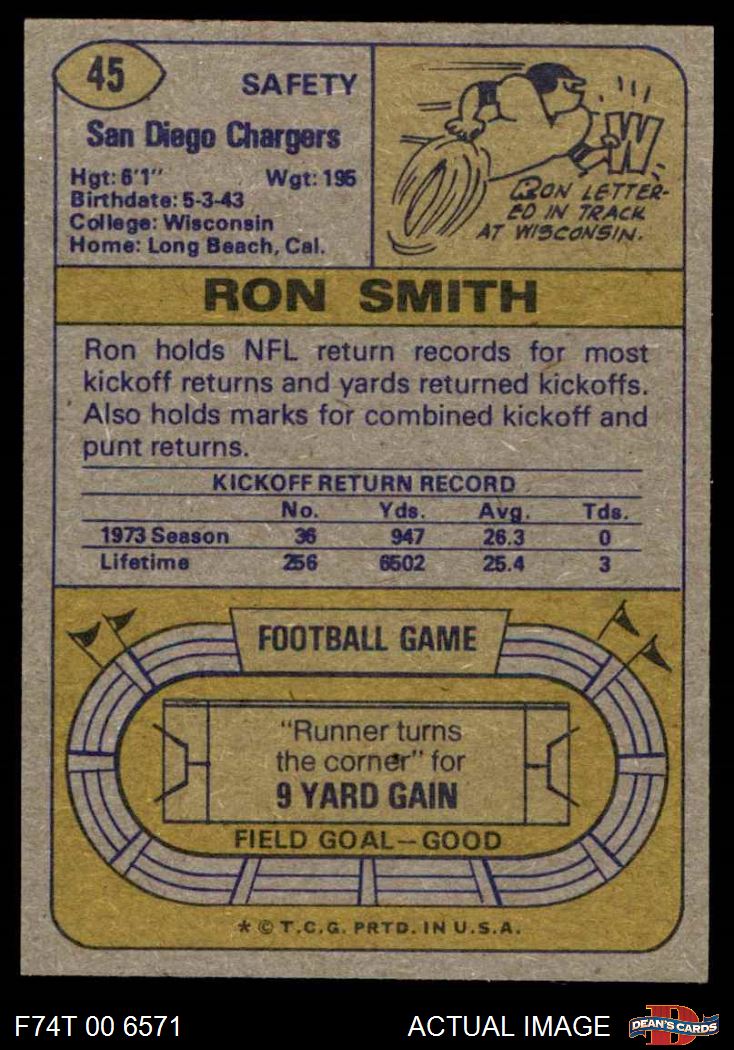 45
SAFETY
San Diego Chargers
Hgt: 6'1" Wgt: 195
Birthdate: 5-3-43
College: Wisconsin
Home: Long Beach, Cal.
W
RON LETTER-
ED IN TRACK
AT WISCONSIN.
RON SMITH
Ron holds NFL return records for most
kickoff returns and yards returned kickoffs.
Also holds marks for combined kickoff and
punt returns.
KICKOFF RETURN RECORD
No. Yds. Avg. Tds.
1973 Season 36 947 26.3 0
Lifetime 256 6502 25.4 3
FOOTBALL GAME
"Runner turns
the corner" for
9 YARD GAIN
FIELD GOAL—GOOD
* © T.C.G. PRTD. IN U.S.A.
F74T 00 6571 ACTUAL IMAGE D DEAN'S CARDS